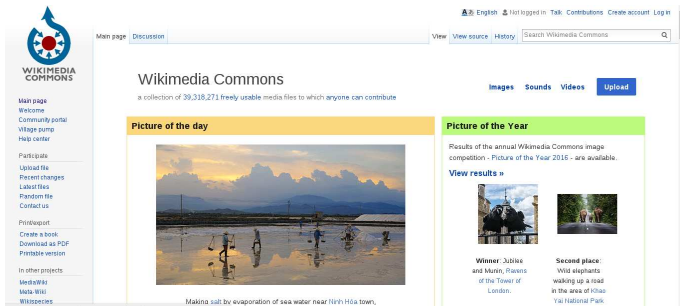 English Not logged in Talk Contributions Create account Log in
Main page Discussion View View source History Search Wikimedia Commons
WIKIMEDIA
COMMONS
Main page
Welcome
Community portal
Village pump
Help center
Participate
Upload file
Recent changes
Latest files
Random file
Contact us
Print/export
Create a book
Download as PDF
Printable version
In other projects
MediaWiki
Meta-Wiki
Wikispecies
Wikimedia Commons
a collection of 39,318,271 freely usable media files to which anyone can contribute
Images Sounds Videos Upload
Picture of the day
Making salt by evaporation of sea water near Ninh Hòa town,
Picture of the Year
Results of the annual Wikimedia Commons image
competition - Picture of the Year 2016 - are available.
View results »
Winner: Jubilee
and Munin, Ravens
of the Tower of
London.
Second place:
Wild elephants
walking up a road
in the area of Khao
Yai National Park